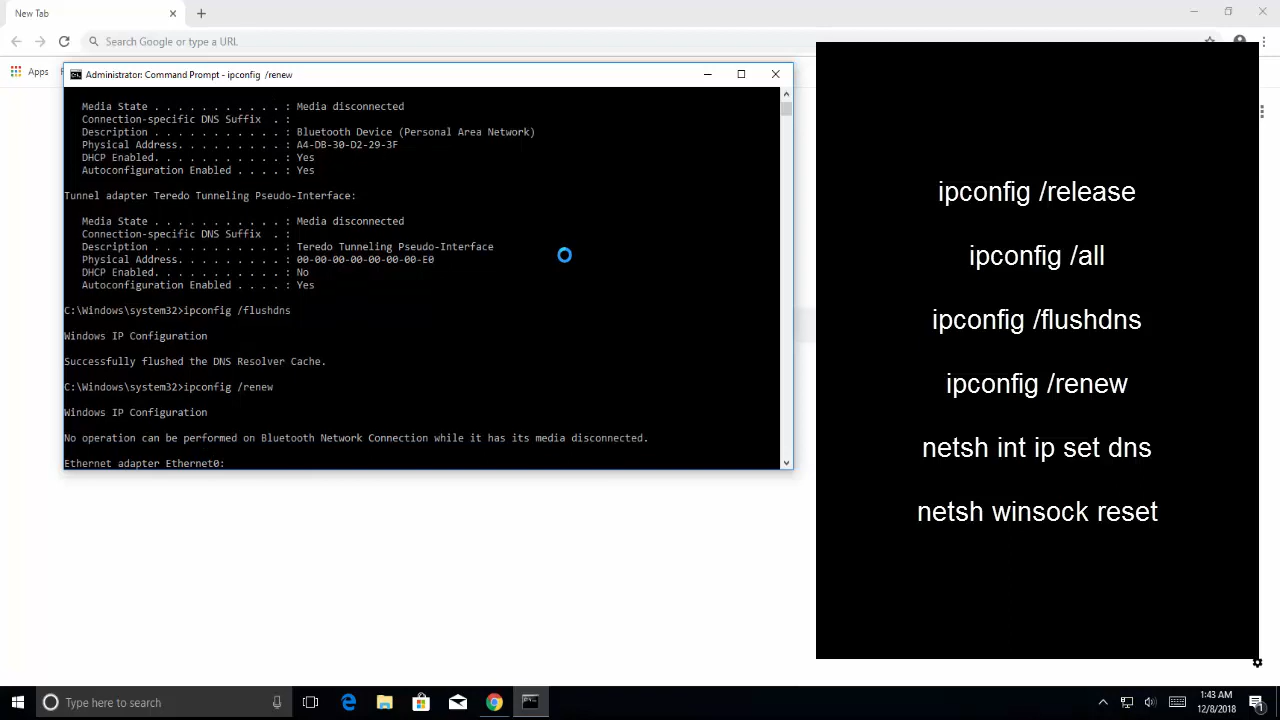 New Tab
Search Google or type a URL
Apps
Administrator: Command Prompt - ipconfig /renew
Media State . . . . . . . . . . . : Media disconnected
Connection-specific DNS Suffix . :
Description . . . . . . . . . . . : Bluetooth Device (Personal Area Network)
Physical Address. . . . . . . . . : A4-DB-30-D2-29-3F
DHCP Enabled. . . . . . . . . . . : Yes
Autoconfiguration Enabled . . . . : Yes
Tunnel adapter Teredo Tunneling Pseudo-Interface:
Media State . . . . . . . . . . . : Media disconnected
Connection-specific DNS Suffix . :
Description . . . . . . . . . . . : Teredo Tunneling Pseudo-Interface
Physical Address. . . . . . . . . : 00-00-00-00-00-00-00-E0
DHCP Enabled. . . . . . . . . . . : No
Autoconfiguration Enabled . . . . : Yes
C:\Windows\system32>ipconfig /flushdns
Windows IP Configuration
Successfully flushed the DNS Resolver Cache.
C:\Windows\system32>ipconfig /renew
Windows IP Configuration
No operation can be performed on Bluetooth Network Connection while it has its media disconnected.
Ethernet adapter Ethernet0:
ipconfig /release
ipconfig /all
ipconfig /flushdns
ipconfig /renew
netsh int ip set dns
netsh winsock reset
Type here to search
1:43 AM
12/8/2018
1